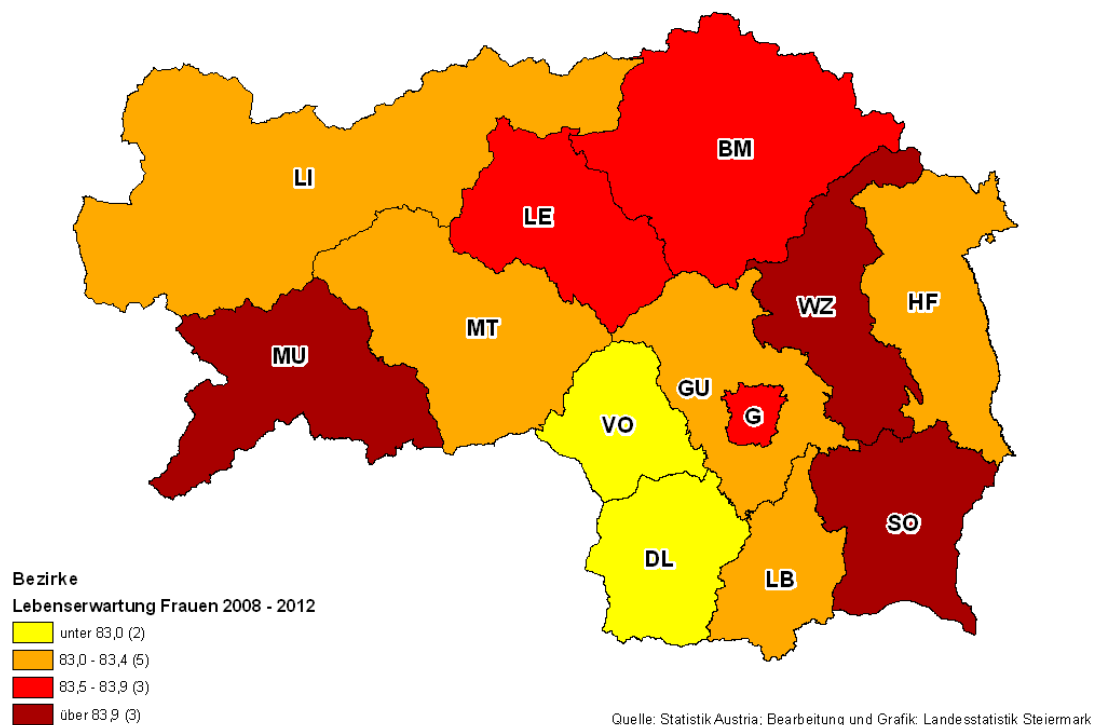 BM
LI
LE
WZ
HF
MT
MU
GU
G
VO
SO
DL
LB
Bezirke
Lebenserwartung Frauen 2008 - 2012
unter 83,0 (2)
83,0 - 83,4 (5)
83,5 - 83,9 (3)
über 83,9 (3)
Quelle: Statistik Austria; Bearbeitung und Grafik: Landesstatistik Steiermark